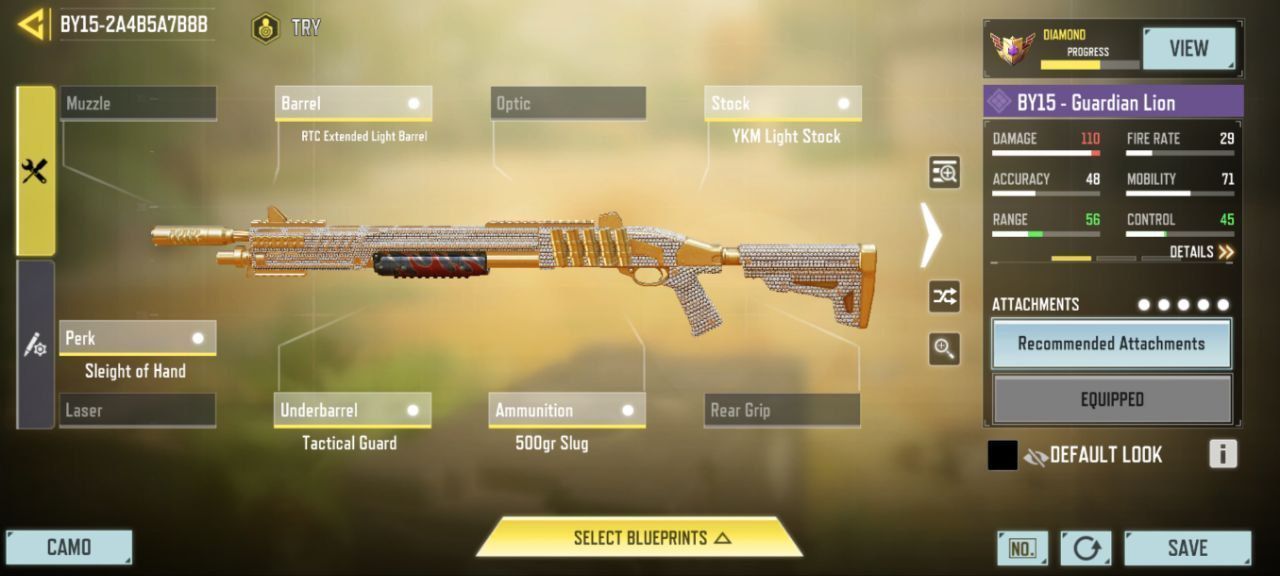 BY15-2A4B5A7B8B
TRY
DIAMOND
PROGRESS
VIEW
Muzzle
Barrel
RTC Extended Light Barrel
Optic
Stock
YKM Light Stock
BY15 - Guardian Lion
DAMAGE 110
FIRE RATE 29
ACCURACY 48
MOBILITY 71
RANGE 56
CONTROL 45
DETAILS
ATTACHMENTS
Recommended Attachments
EQUIPPED
DEFAULT LOOK
Perk
Sleight of Hand
Laser
Underbarrel
Tactical Guard
Ammunition
500gr Slug
Rear Grip
CAMO
SELECT BLUEPRINTS
NO.
SAVE